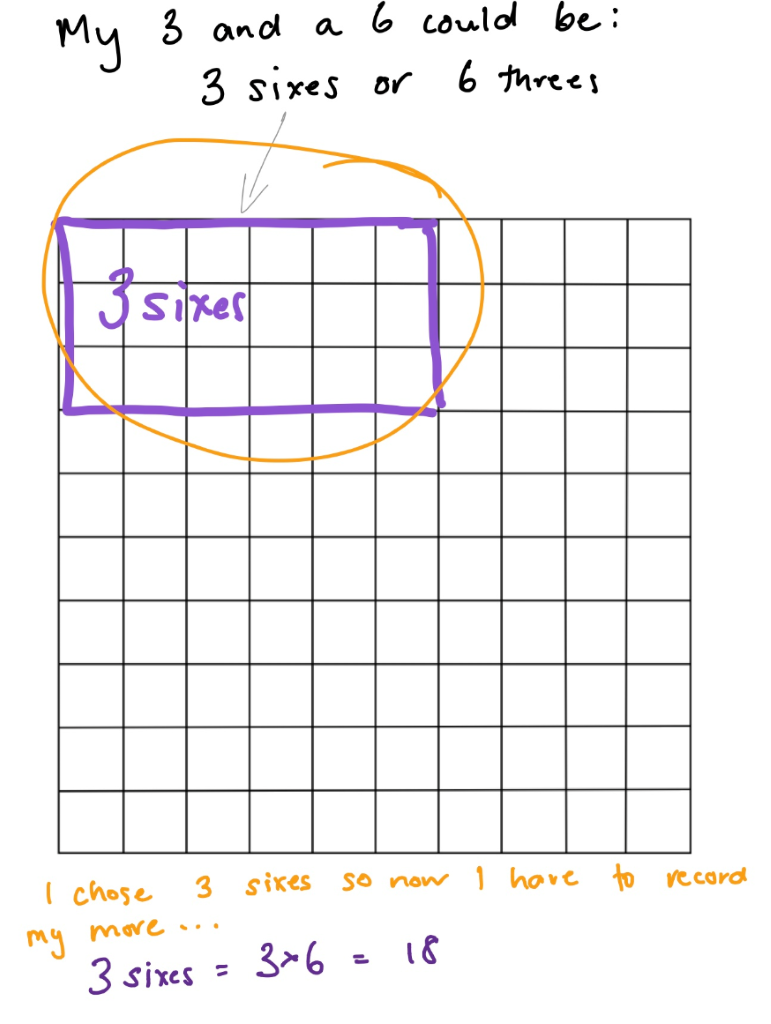 My 3 and a 6 could be:
3 sixes or 6 threes
3 sixes
I chose 3 sixes so now I have to record
my more ...
3 sixes = 3×6 = 18